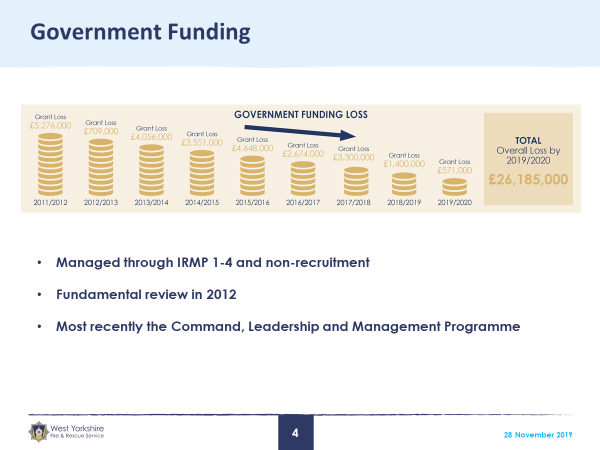 Government Funding
GOVERNMENT FUNDING LOSS
Grant Loss
£5,276,000
2011/2012
Grant Loss
£709,000
2012/2013
Grant Loss
£4,056,000
2013/2014
Grant Loss
£3,551,000
2014/2015
Grant Loss
£4,648,000
2015/2016
Grant Loss
£2,674,000
2016/2017
Grant Loss
£3,300,000
2017/2018
Grant Loss
£1,400,000
2018/2019
Grant Loss
£571,000
2019/2020
TOTAL
Overall Loss by
2019/2020
£26,185,000
• Managed through IRMP 1-4 and non-recruitment
• Fundamental review in 2012
• Most recently the Command, Leadership and Management Programme
West Yorkshire
Fire & Rescue Service
4
28 November 2019